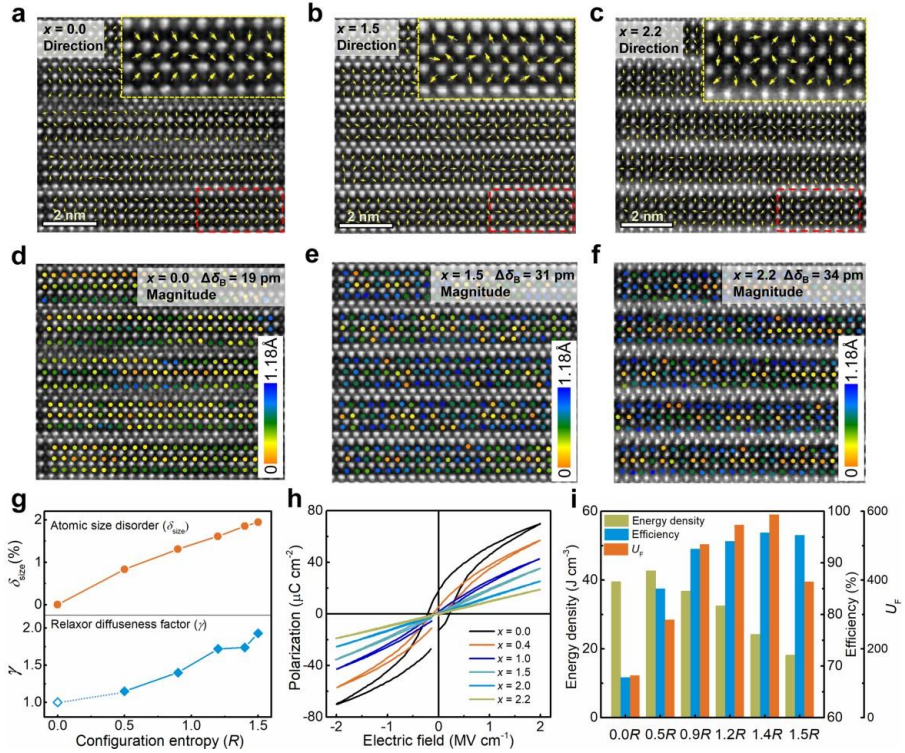 a
x = 0.0
Direction
2 nm
b
x = 1.5
Direction
2 nm
c
x = 2.2
Direction
2 nm
d
x = 0.0 ΔδB = 19 pm
Magnitude
1.18Å
0
e
x = 1.5 ΔδB = 31 pm
Magnitude
1.18Å
0
f
x = 2.2 ΔδB = 34 pm
Magnitude
1.18Å
0
g
Atomic size disorder (δsize)
δsize(%)
2
1
0
Relaxor diffuseness factor (γ)
γ
2.0
1.5
1.0
0.0 0.5 1.0 1.5
Configuration entropy (R)
h
Polarization (μC cm⁻²)
80
40
0
-40
-80
x = 0.0
x = 0.4
x = 1.0
x = 1.5
x = 2.0
x = 2.2
-2 -1 0 1 2
Electric field (MV cm⁻¹)
i
Energy density
Efficiency
UF
Energy density (J cm⁻³)
60
40
20
0
100
90
80
70
60
Efficiency (%)
600
400
200
0
UF
0.0R 0.5R 0.9R 1.2R 1.4R 1.5R